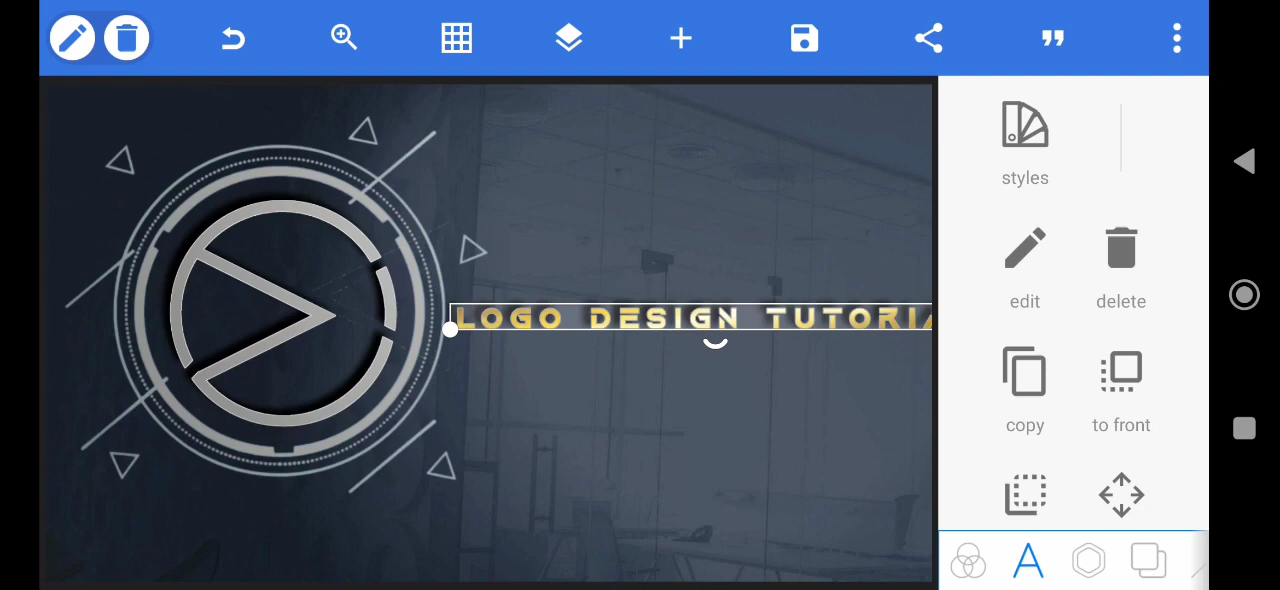 styles
LOGO DESIGN TUTORIA
edit
delete
copy
to front